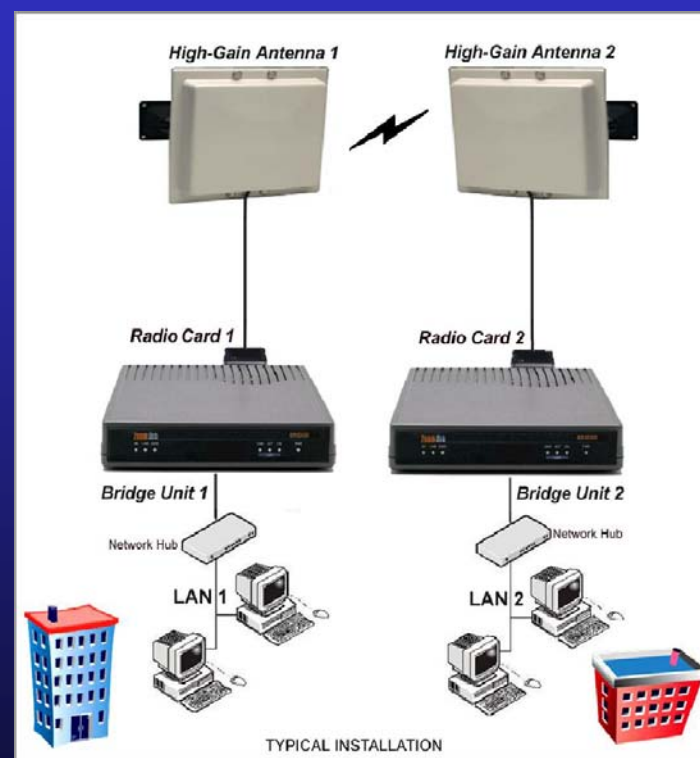 High-Gain Antenna 1
High-Gain Antenna 2
Radio Card 1
Radio Card 2
BRIDGE
Bridge Unit 1
Bridge Unit 2
Network Hub
Network Hub
LAN 1
LAN 2
TYPICAL INSTALLATION